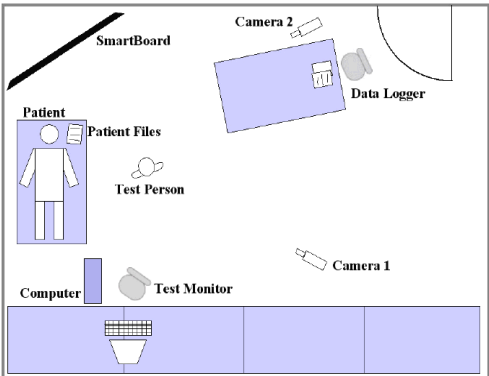 Camera 2
SmartBoard
Data Logger
Patient
Patient Files
Test Person
Camera 1
Computer
Test Monitor